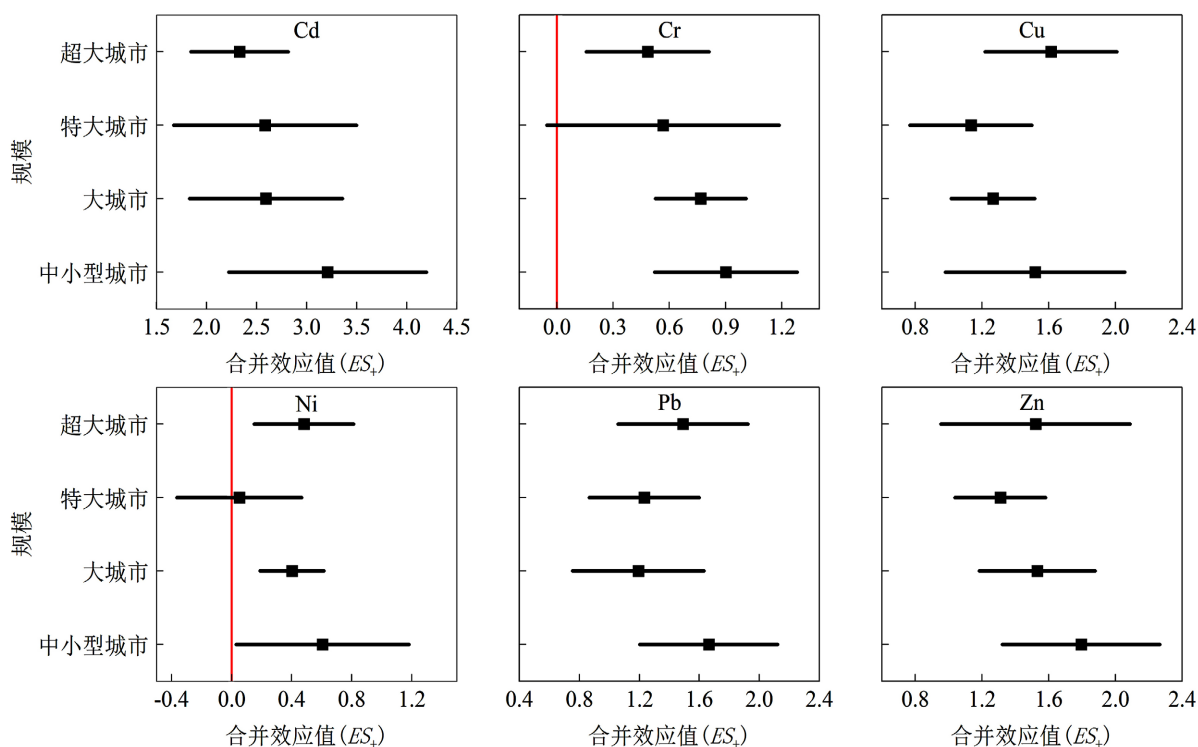 Cd
Cr
Cu
规模
超大城市
特大城市
大城市
中小型城市
1.5 2.0 2.5 3.0 3.5 4.0 4.5
0.0 0.3 0.6 0.9 1.2
0.8 1.2 1.6 2.0 2.4
合并效应值(ES+)
合并效应值(ES+)
合并效应值(ES+)
Ni
Pb
Zn
规模
超大城市
特大城市
大城市
中小型城市
-0.4 0.0 0.4 0.8 1.2
0.4 0.8 1.2 1.6 2.0 2.4
0.8 1.2 1.6 2.0 2.4
合并效应值(ES+)
合并效应值(ES+)
合并效应值(ES+)